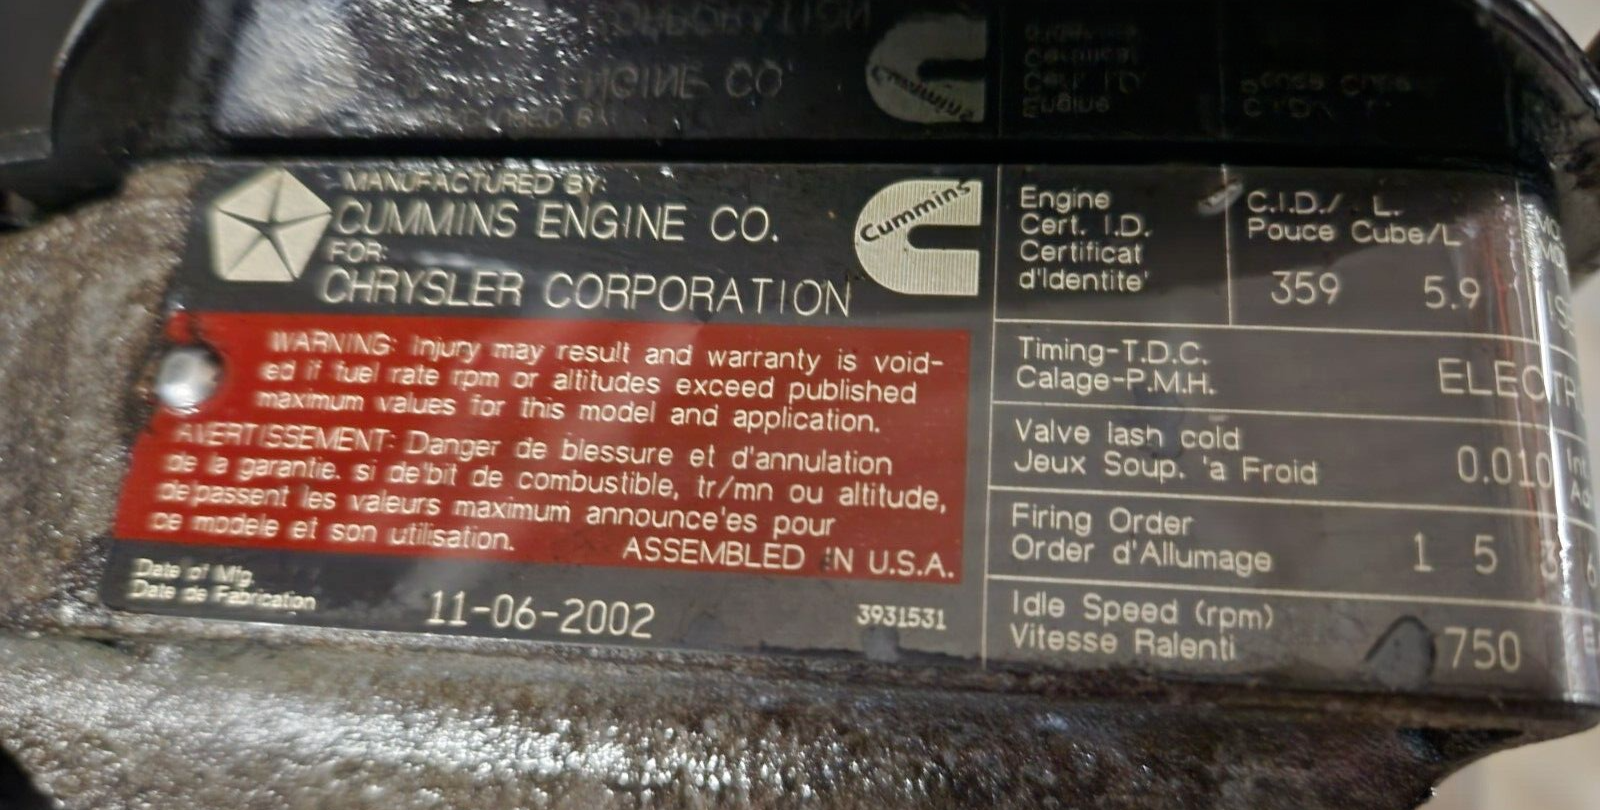 MANUFACTURED BY:
CUMMINS ENGINE CO.
FOR:
CHRYSLER CORPORATION
Cummins
WARNING: Injury may result and warranty is void-
ed if fuel rate rpm or altitudes exceed published
maximum values for this model and application.
AVERTISSEMENT: Danger de blessure et d'annulation
de la garantie. si de'bit de combustible, tr/mn ou altitude,
de'passent les valeurs maximum announce'es pour
ce modele et son utilisation.
ASSEMBLED IN U.S.A.
Date of Mfg.
Date de Fabrication
11-06-2002
3931531
Engine
Cert. I.D.
Certificat
d'Identite'
C.I.D./ L.
Pouce Cube/L
359 5.9
Timing-T.D.C.
Calage-P.M.H.
ELECTR
Valve lash cold
Jeux Soup. 'a Froid
0.010
Int.
Firing Order
Order d'Allumage
1 5 3 6
Idle Speed (rpm)
Vitesse Ralenti
750